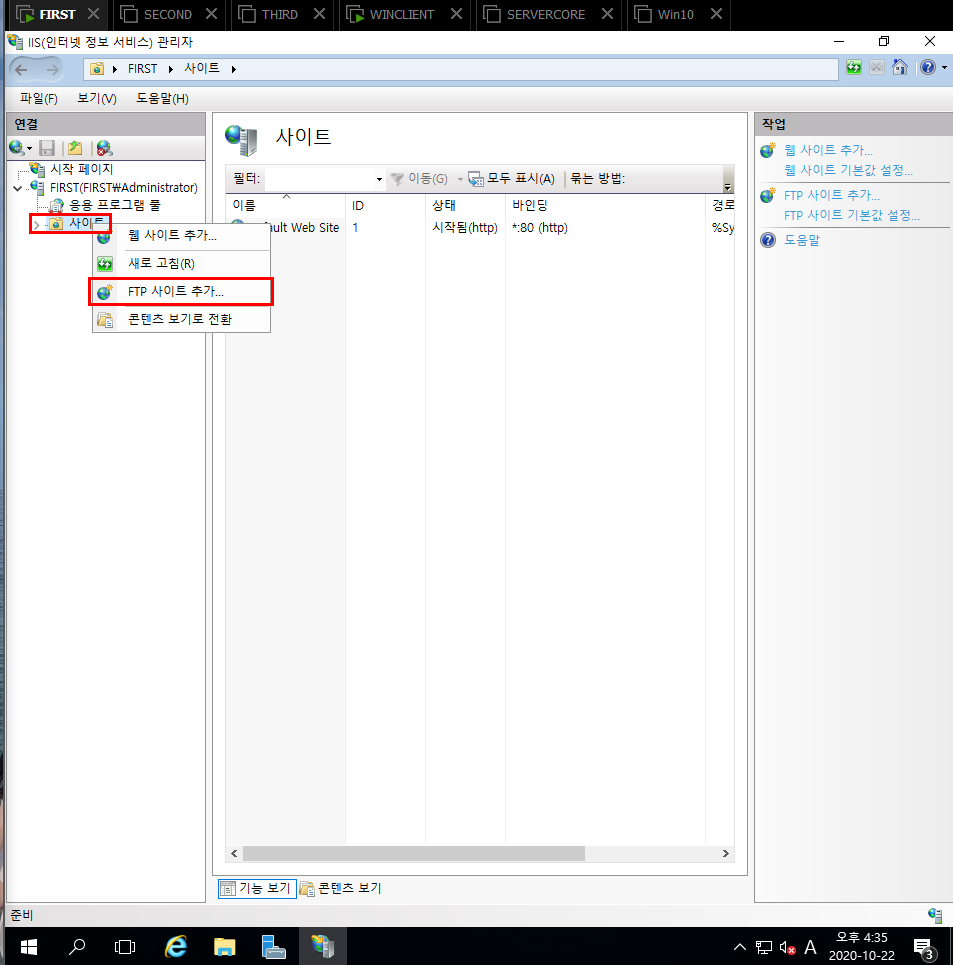 FIRST
SECOND
THIRD
WINCLIENT
SERVERCORE
Win10
IIS(인터넷 정보 서비스) 관리자
FIRST
사이트
파일(F)
보기(V)
도움말(H)
연결
시작 페이지
FIRST(FIRST₩Administrator)
응용 프로그램 풀
사이트
웹 사이트 추가...
새로 고침(R)
FTP 사이트 추가...
콘텐츠 보기로 전환
사이트
필터:
이동(G)
모두 표시(A)
묶는 방법:
이름
ID
상태
바인딩
경로
ault Web Site
1
시작됨(http)
*:80 (http)
%Sy
기능 보기
콘텐츠 보기
작업
웹 사이트 추가...
웹 사이트 기본값 설정...
FTP 사이트 추가...
FTP 사이트 기본값 설정...
도움말
준비
A
오후 4:35
2020-10-22
3